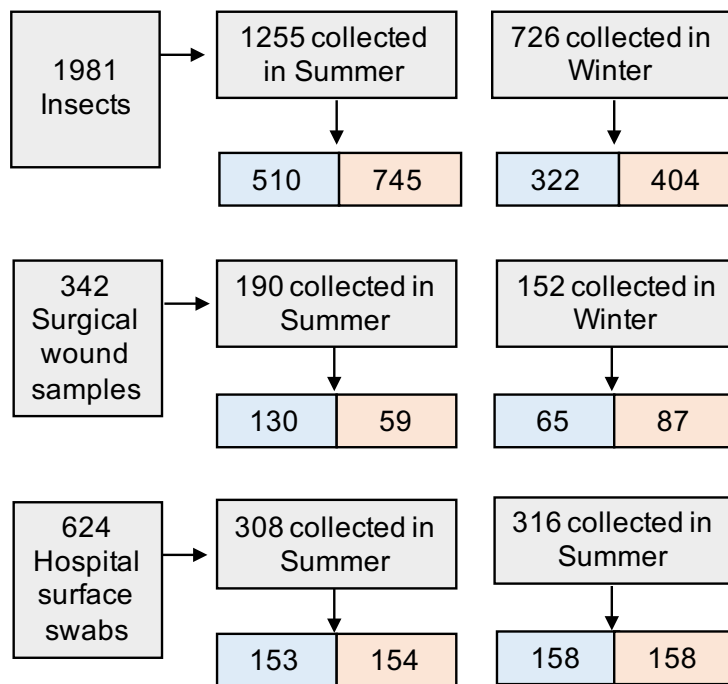 1981
Insects
1255 collected
in Summer
726 collected in
Winter
510 745
322 404
342
Surgical
wound
samples
190 collected in
Summer
152 collected in
Winter
130 59
65 87
624
Hospital
surface
swabs
308 collected in
Summer
316 collected in
Summer
153 154
158 158